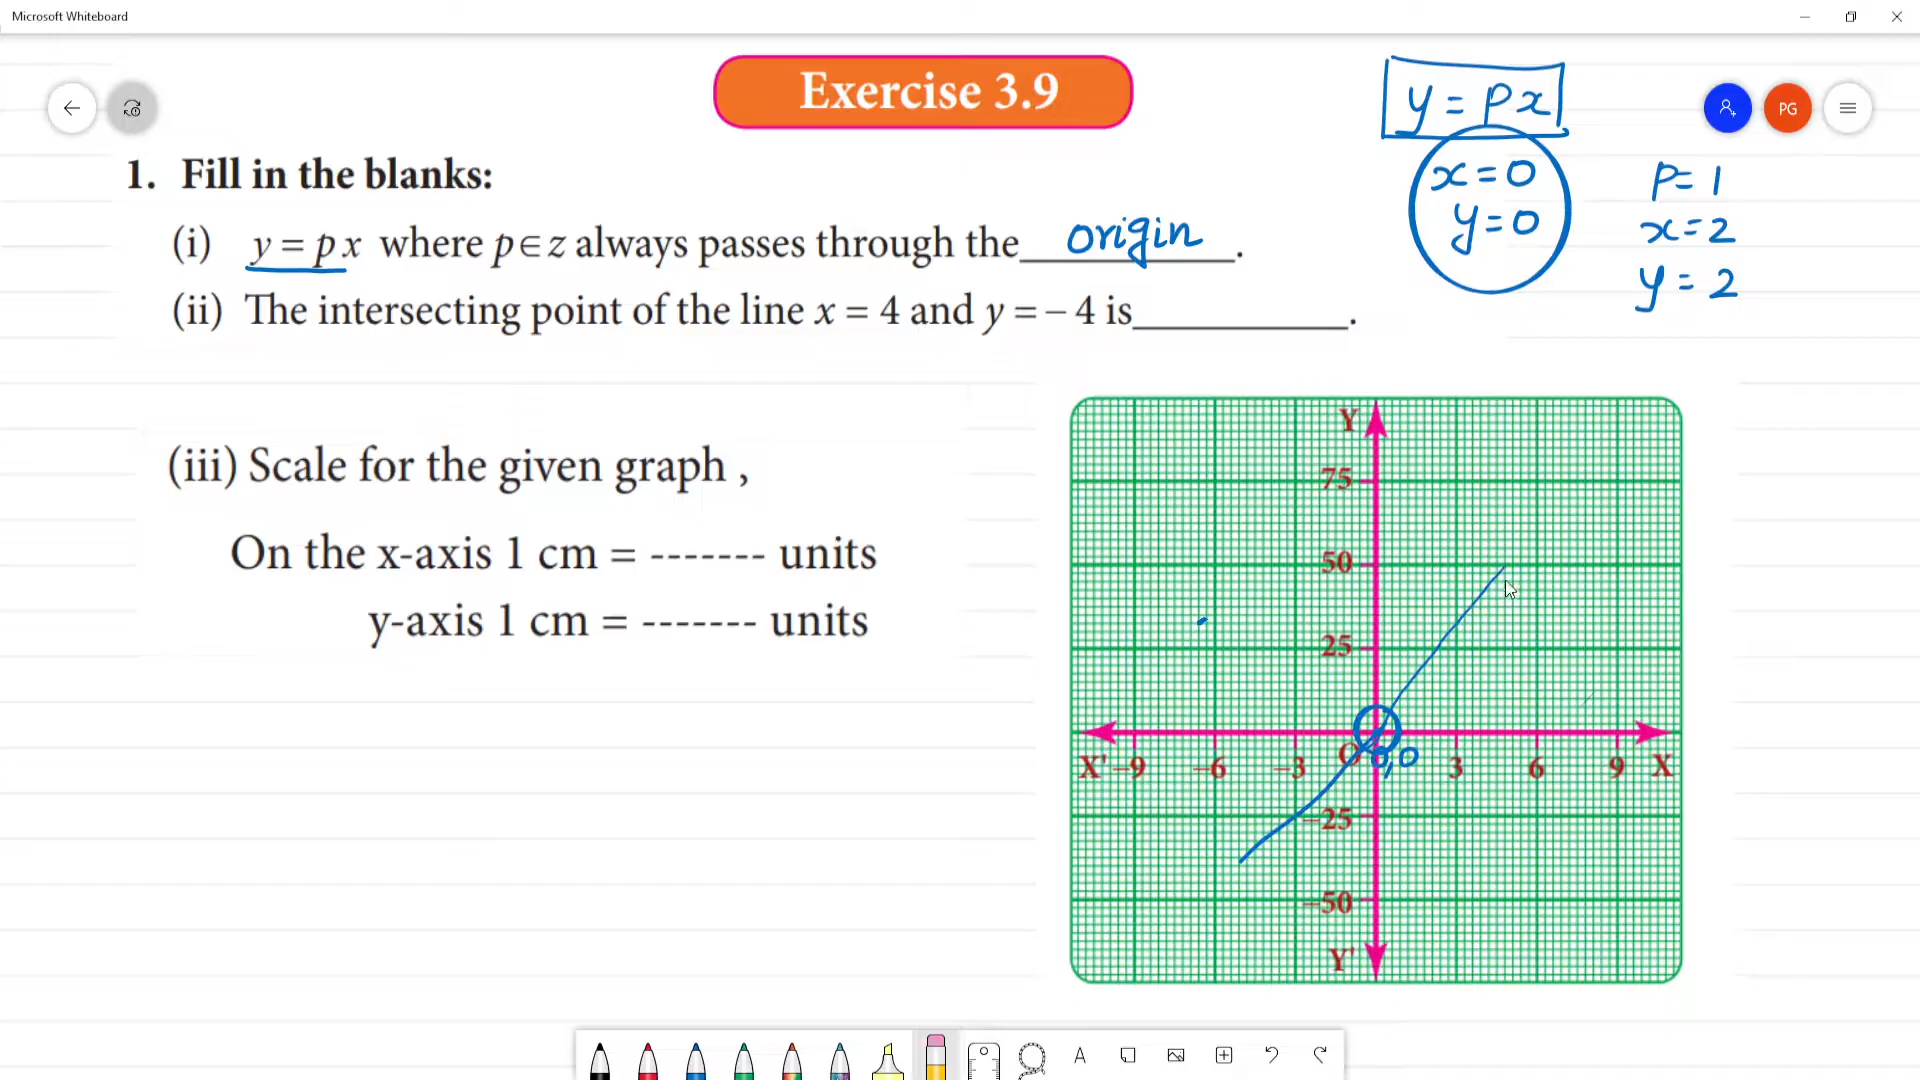 Microsoft Whiteboard
Exercise 3.9
y = px
PG
1. Fill in the blanks:
x = 0
y = 0
p = 1
x = 2
y = 2
(i) y = p x where p∈z always passes through the origin.
(ii) The intersecting point of the line x = 4 and y = – 4 is___________.
(iii) Scale for the given graph ,
On the x-axis 1 cm = ------- units
y-axis 1 cm = ------- units
Y
75
50
25
X' –9 –6 –3 O 0,0 3 6 9 X
–25
–50
Y'
A